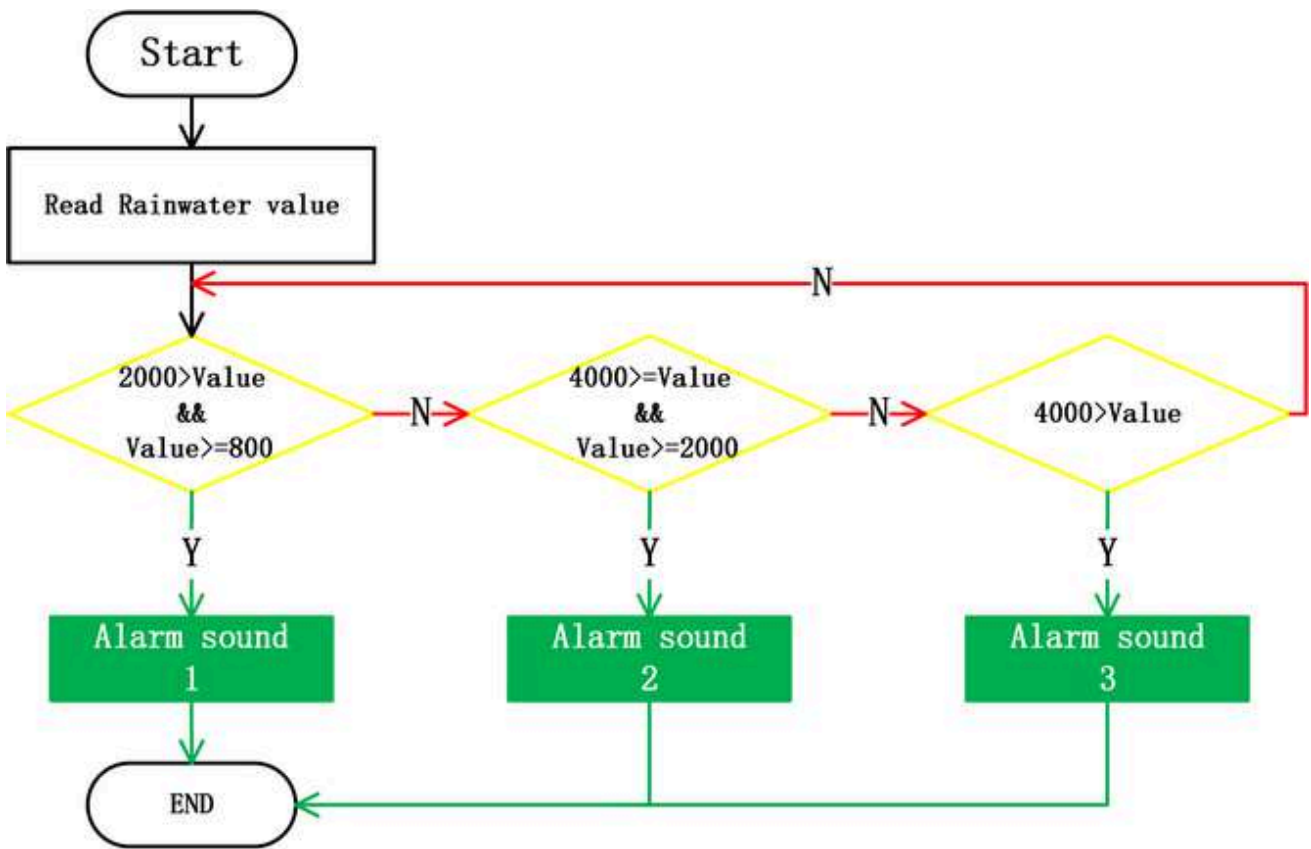 Start
Read Rainwater value
N
2000>Value
&&
Value>=800
N
4000>=Value
&&
Value>=2000
N
4000>Value
Y
Y
Y
Alarm sound
1
Alarm sound
2
Alarm sound
3
END